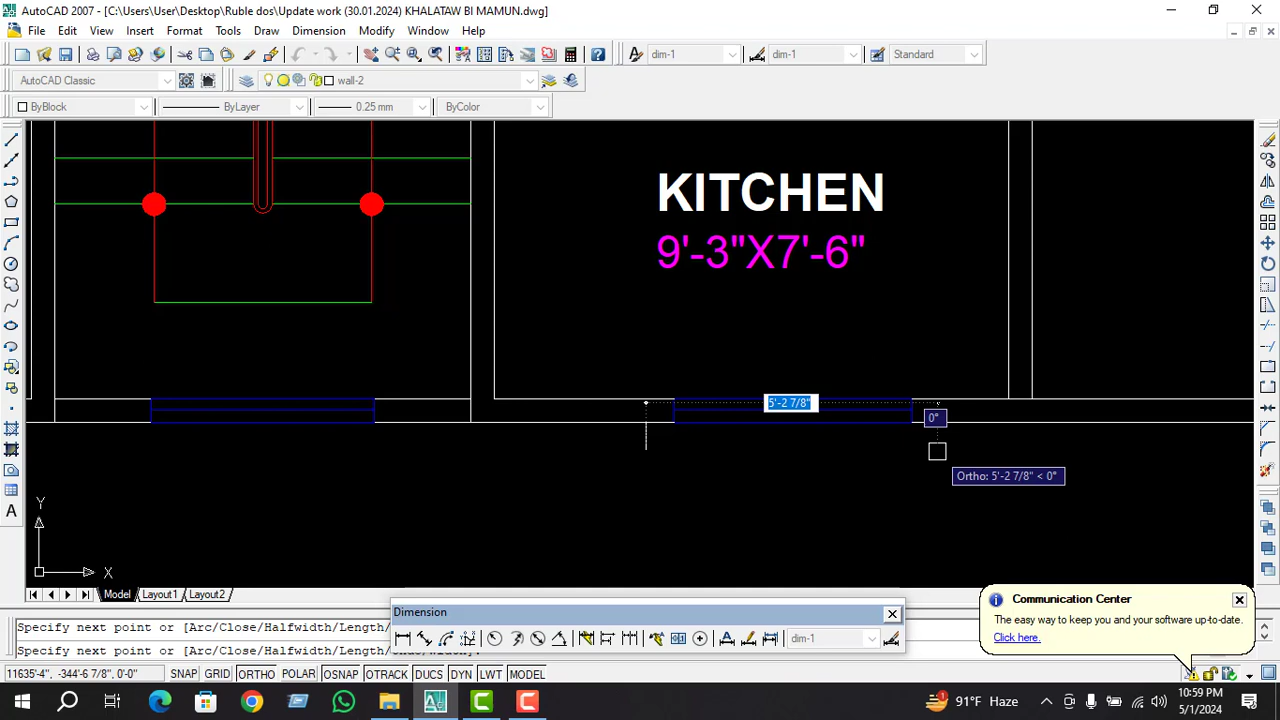 AutoCAD 2007 - [C:\Users\User\Desktop\Ruble dos\Update work (30.01.2024) KHALATAW BI MAMUN.dwg]
File Edit View Insert Format Tools Draw Dimension Modify Window Help
dim-1 dim-1 Standard
AutoCAD Classic wall-2
ByBlock ByLayer 0.25 mm ByColor
KITCHEN
9'-3"X7'-6"
5'-2 7/8"
0°
Ortho: 5'-2 7/8" < 0°
Y
X
A
Model Layout1 Layout2
Communication Center
The easy way to keep you and your software up-to-date.
Click here.
Dimension
dim-1
Specify next point or [Arc/Close/Halfwidth/Length/
Specify next point or [Arc/Close/Halfwidth/Length/
11635'-4", -344'-6 7/8", 0'-0" SNAP GRID ORTHO POLAR OSNAP OTRACK DUCS DYN LWT MODEL
91°F Haze
10:59 PM
5/1/2024